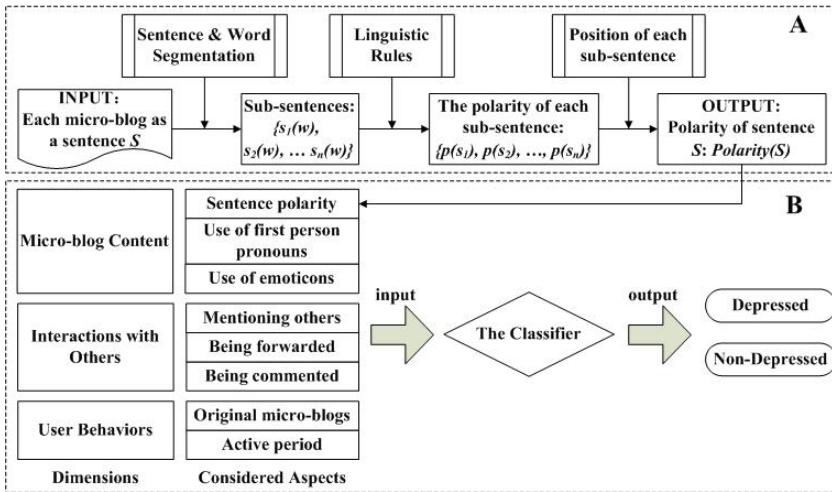 A
Sentence & Word
Segmentation
Linguistic
Rules
Position of each
sub-sentence
INPUT:
Each micro-blog as
a sentence S
Sub-sentences:
{s1(w),
s2(w), … sn(w)}
The polarity of each
sub-sentence:
{p(s1), p(s2), …, p(sn)}
OUTPUT:
Polarity of sentence
S: Polarity(S)
B
Micro-blog Content
Sentence polarity
Use of first person
pronouns
Use of emoticons
Interactions with
Others
Mentioning others
Being forwarded
Being commented
User Behaviors
Original micro-blogs
Active period
Dimensions
Considered Aspects
input
The Classifier
output
Depressed
Non-Depressed